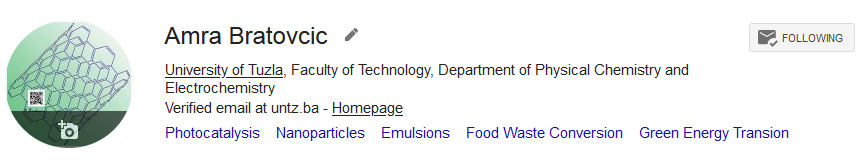 Amra Bratovcic
FOLLOWING
University of Tuzla, Faculty of Technology, Department of Physical Chemistry and
Electrochemistry
Verified email at untz.ba - Homepage
Photocatalysis Nanoparticles Emulsions Food Waste Conversion Green Energy Transion